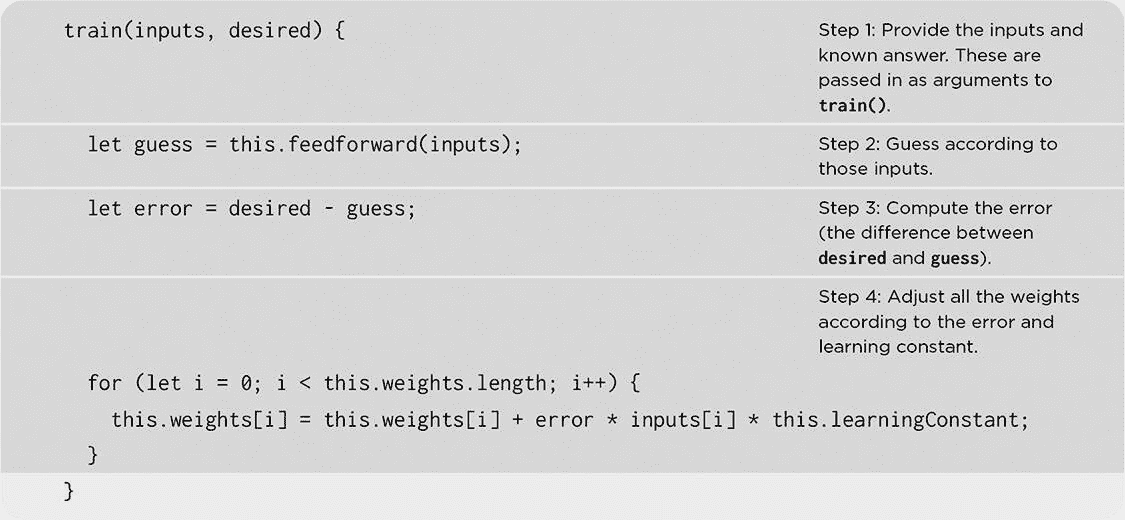 train(inputs, desired) {
Step 1: Provide the inputs and
known answer. These are
passed in as arguments to
train().
let guess = this.feedforward(inputs);
Step 2: Guess according to
those inputs.
let error = desired - guess;
Step 3: Compute the error
(the difference between
desired and guess).
Step 4: Adjust all the weights
according to the error and
learning constant.
for (let i = 0; i < this.weights.length; i++) {
this.weights[i] = this.weights[i] + error * inputs[i] * this.learningConstant;
}
}